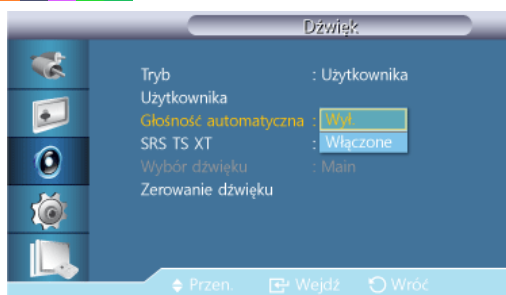 Dźwięk
Tryb : Użytkownika
Użytkownika
Głośność automatyczna : Wył.
SRS TS XT : Włączone
Wybór dźwięku : Main
Zerowanie dźwięku
Przen. Wejdź Wróć